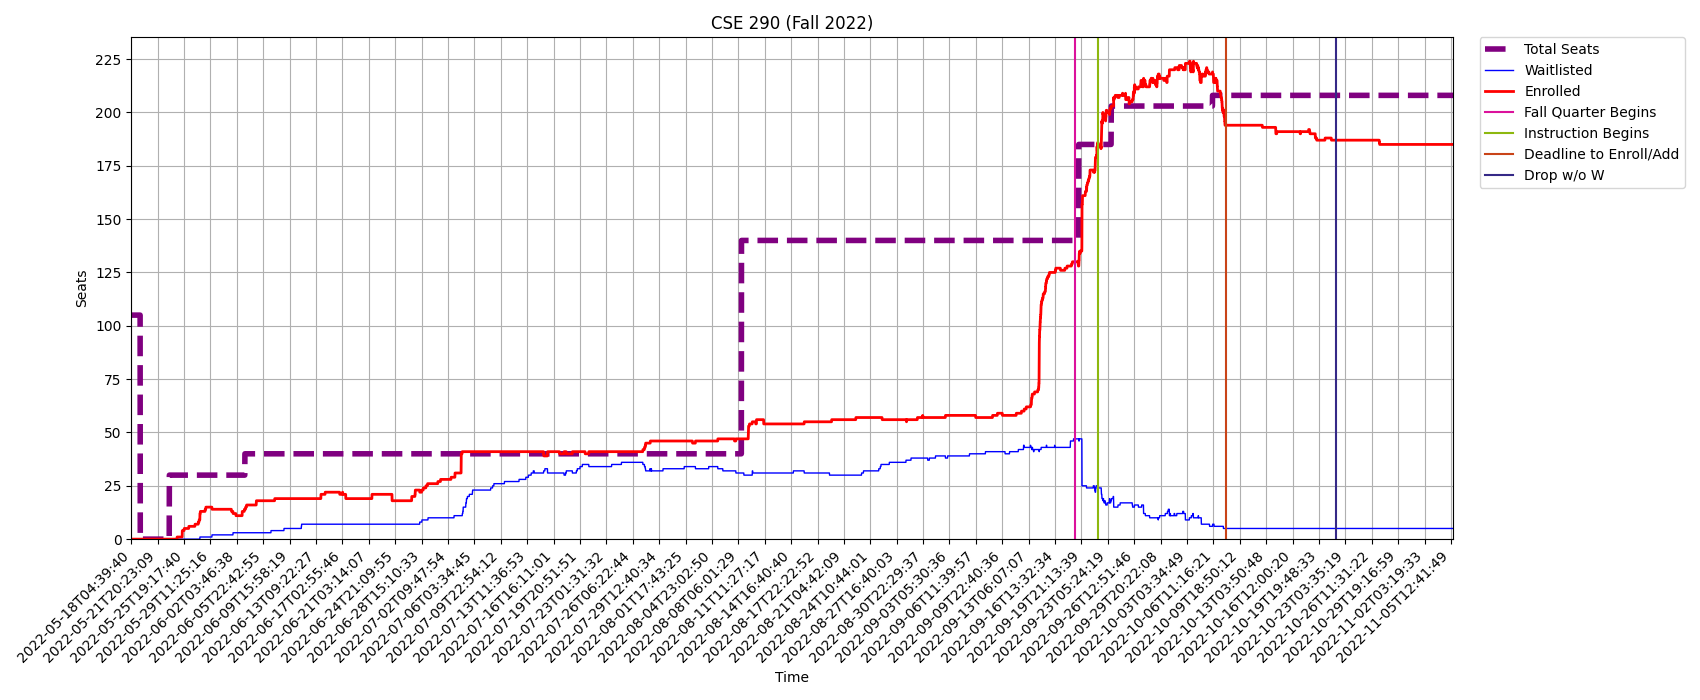 CSE 290 (Fall 2022)
Seats
225
200
175
150
125
100
75
50
25
0
2022-05-18T04:39:40
2022-05-21T20:23:09
2022-05-25T19:17:40
2022-05-29T11:25:16
2022-06-02T03:46:38
2022-06-05T22:42:55
2022-06-09T15:58:19
2022-06-13T09:22:27
2022-06-17T02:55:46
2022-06-21T03:14:07
2022-06-24T21:09:55
2022-06-28T15:10:33
2022-07-02T09:47:54
2022-07-06T03:34:45
2022-07-09T22:54:12
2022-07-13T11:36:53
2022-07-16T16:11:01
2022-07-19T20:51:51
2022-07-23T01:31:32
2022-07-26T06:22:44
2022-07-29T12:40:34
2022-08-01T17:43:25
2022-08-04T23:02:50
2022-08-08T06:01:29
2022-08-11T11:27:17
2022-08-14T16:40:40
2022-08-17T22:22:52
2022-08-21T04:42:09
2022-08-24T10:44:01
2022-08-27T16:40:03
2022-08-30T22:29:37
2022-09-03T05:30:36
2022-09-06T11:39:57
2022-09-09T22:40:36
2022-09-13T06:07:07
2022-09-16T13:32:34
2022-09-19T21:13:39
2022-09-23T05:24:19
2022-09-26T12:51:46
2022-09-29T20:22:08
2022-10-03T03:34:49
2022-10-06T11:16:21
2022-10-09T18:50:12
2022-10-13T03:50:48
2022-10-16T12:00:20
2022-10-19T19:48:33
2022-10-23T03:35:19
2022-10-26T11:31:22
2022-10-29T19:16:59
2022-11-02T03:19:33
2022-11-05T12:41:49
Time
Total Seats
Waitlisted
Enrolled
Fall Quarter Begins
Instruction Begins
Deadline to Enroll/Add
Drop w/o W